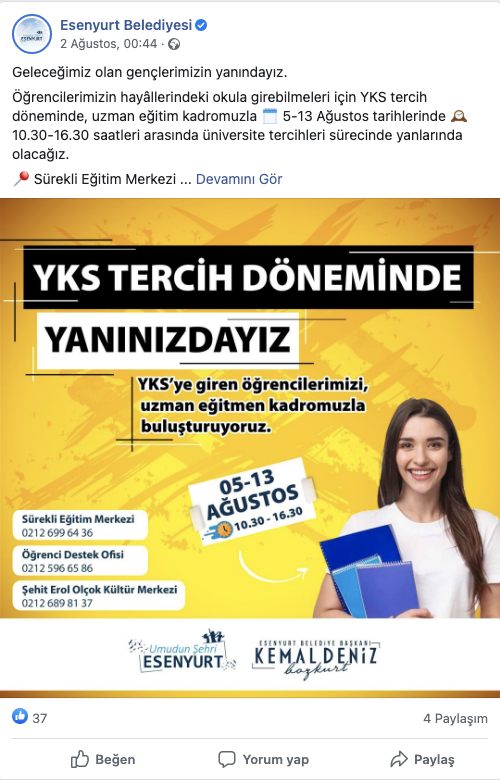 Esenyurt Belediyesi
2 Ağustos, 00:44 ·
Geleceğimiz olan gençlerimizin yanındayız.
Öğrencilerimizin hayâllerindeki okula girebilmeleri için YKS tercih
döneminde, uzman eğitim kadromuzla 🗓️ 5-13 Ağustos tarihlerinde 🕰️
10.30-16.30 saatleri arasında üniversite tercihleri sürecinde yanlarında
olacağız.
📍 Sürekli Eğitim Merkezi ... Devamını Gör
YKS TERCİH DÖNEMİNDE
YANINIZDAYIZ
YKS'ye giren öğrencilerimizi,
uzman eğitmen kadromuzla
buluşturuyoruz.
05-13
AĞUSTOS
10.30 - 16.30
Sürekli Eğitim Merkezi
0212 699 64 36
Öğrenci Destek Ofisi
0212 596 65 86
Şehit Erol Olçok Kültür Merkezi
0212 689 81 37
Umudun Şehri
ESENYURT
ESENYURT BELEDİYE BAŞKANI
KEMALDENİZ
bozkurt
37
4 Paylaşım
Beğen
Yorum yap
Paylaş